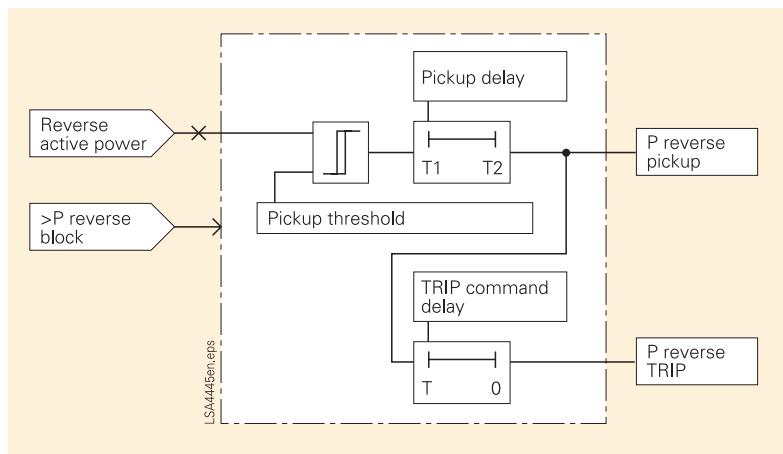 Pickup delay
Reverse
active power
T1 T2
P reverse
pickup
>P reverse
block
Pickup threshold
TRIP command
delay
T 0
P reverse
TRIP
LSA4445en.eps